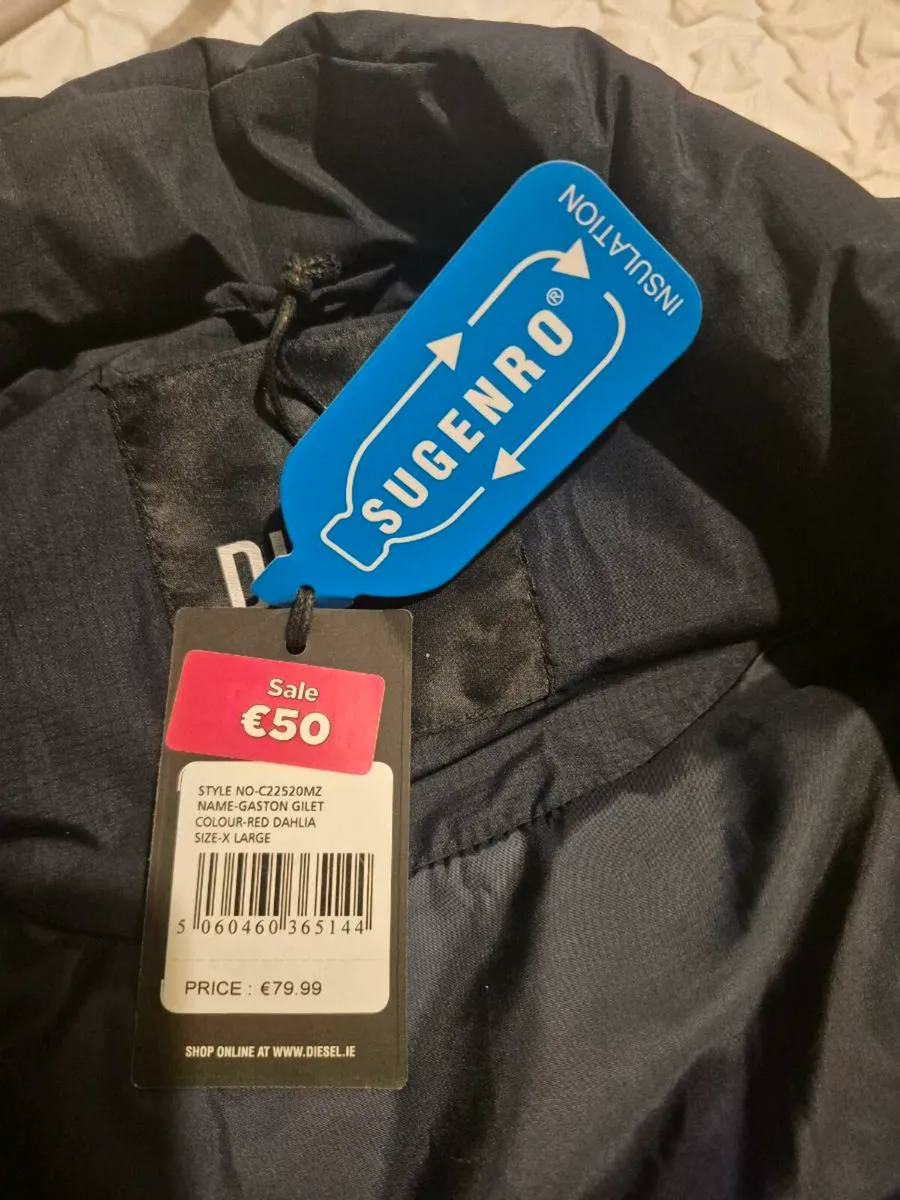 INSULATION
SUGENRO®
Sale
€50
STYLE NO-C22520MZ
NAME-GASTON GILET
COLOUR-RED DAHLIA
SIZE-X LARGE
5 060460 365144
PRICE : €79.99
SHOP ONLINE AT WWW.DIESEL.IE